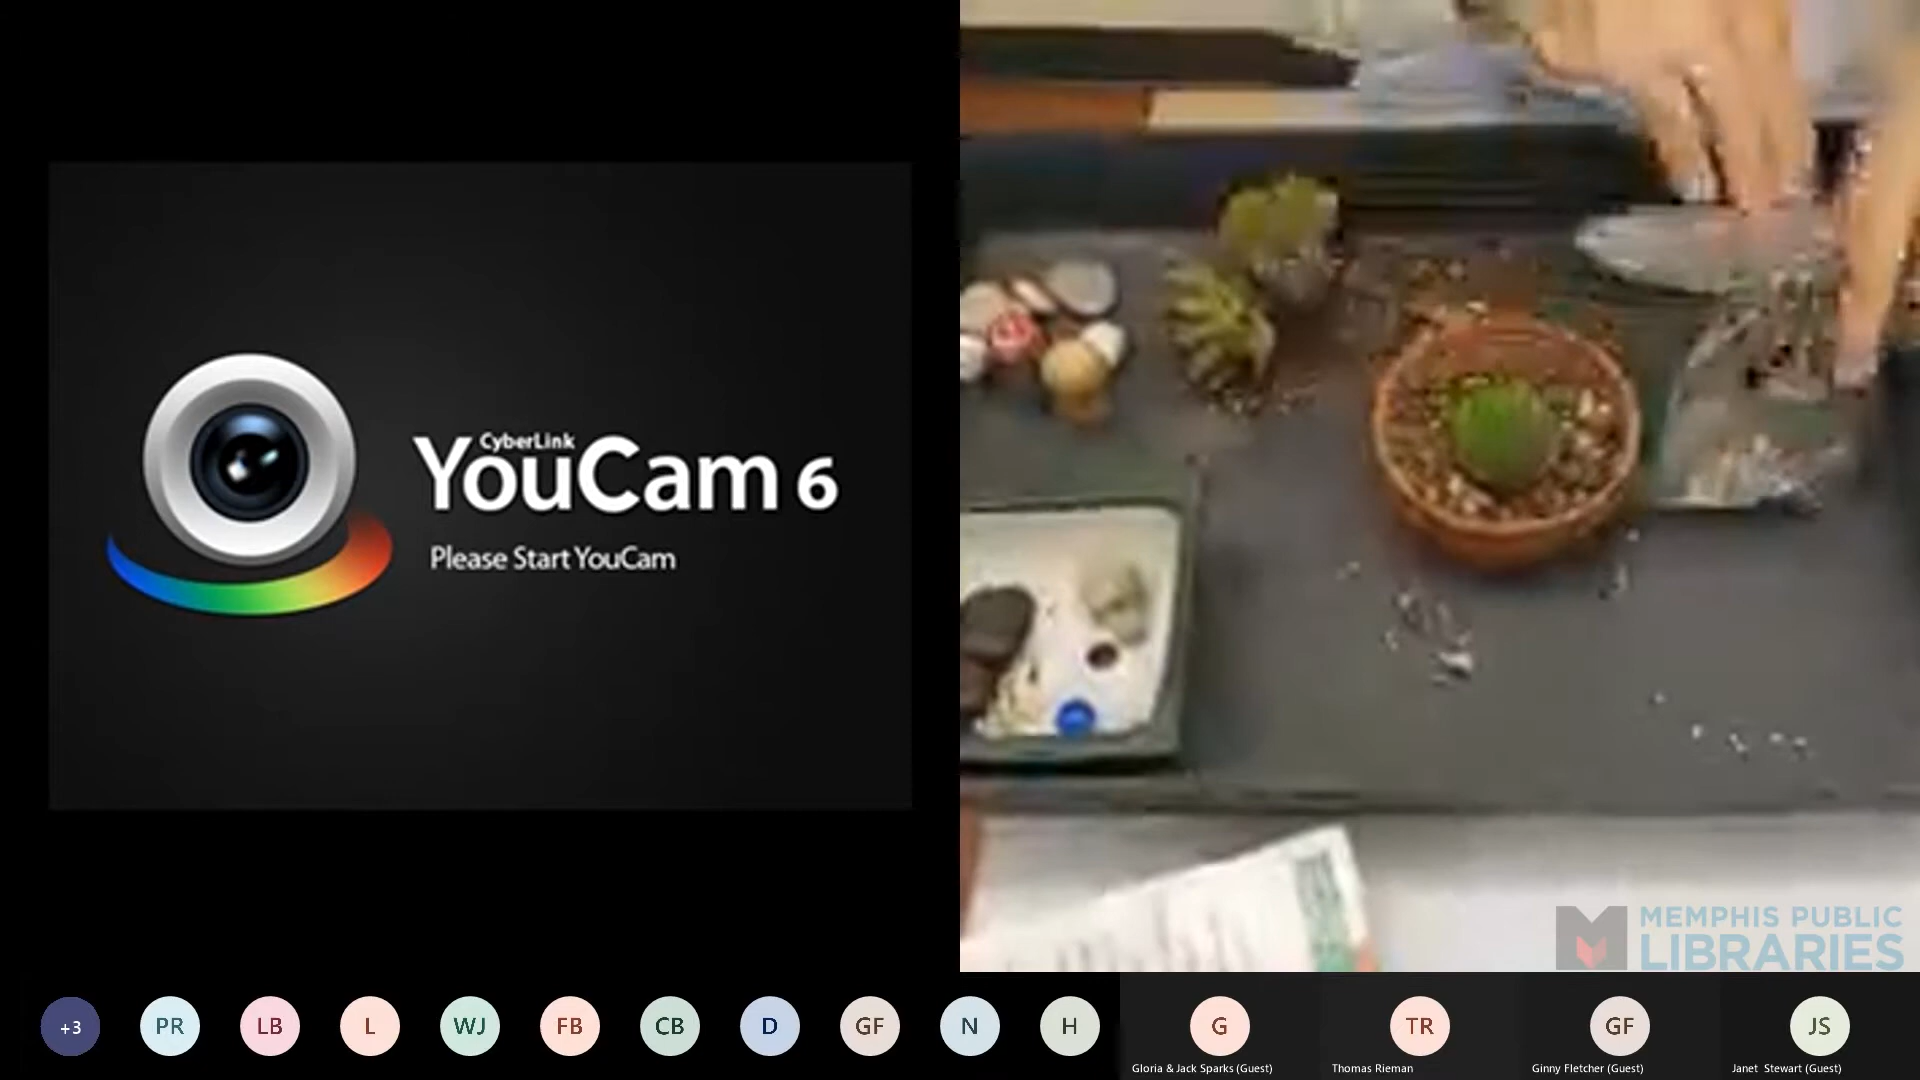 CyberLink
YouCam 6
Please Start YouCam
MEMPHIS PUBLIC
LIBRARIES
+3
PR
LB
L
WJ
FB
CB
D
GF
N
H
G
TR
GF
JS
Gloria & Jack Sparks (Guest)
Thomas Rieman
Ginny Fletcher (Guest)
Janet Stewart (Guest)